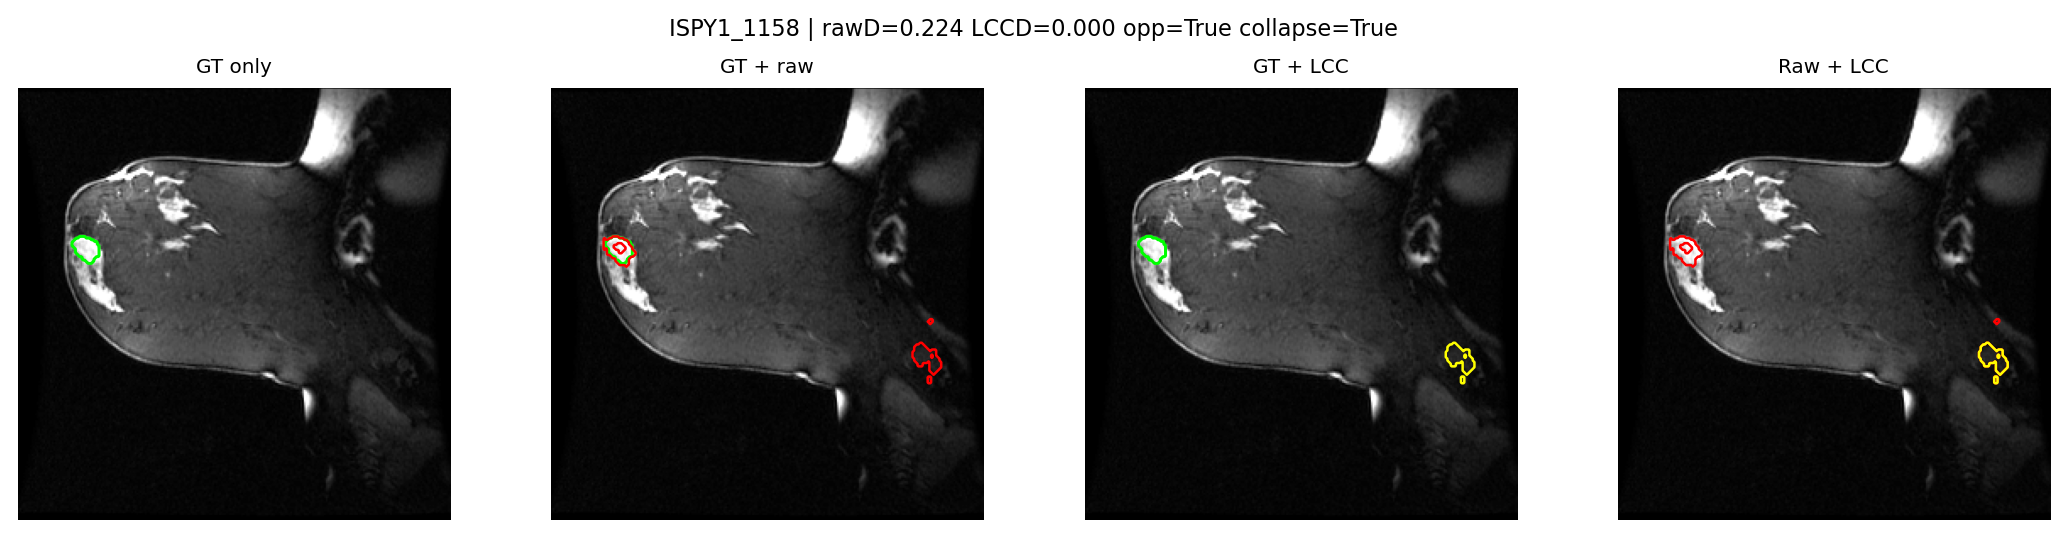 ISPY1_1158 | rawD=0.224 LCCD=0.000 opp=True collapse=True
GT only
GT + raw
GT + LCC
Raw + LCC